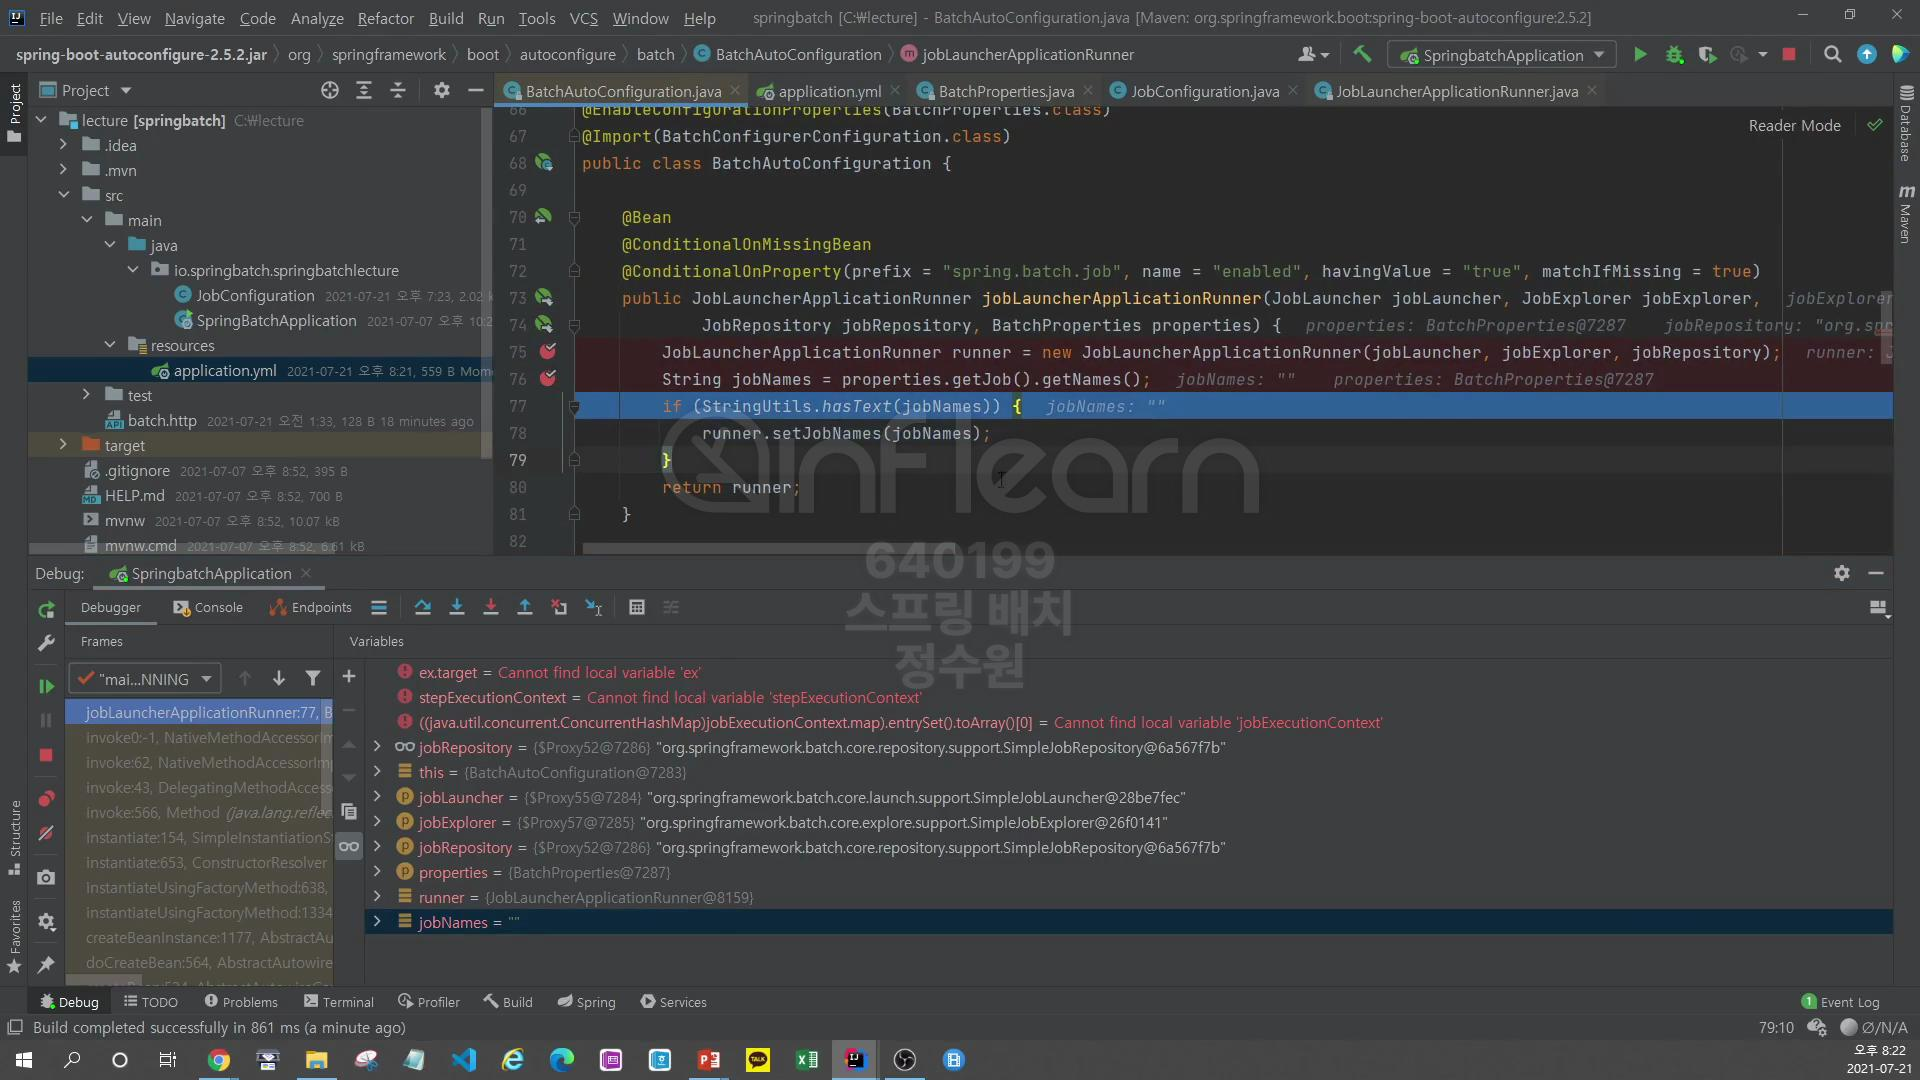 File Edit View Navigate Code Analyze Refactor Build Run Tools VCS Window Help springbatch [C:₩lecture] - BatchAutoConfiguration.java [Maven: org.springframework.boot:spring-boot-autoconfigure:2.5.2]
spring-boot-autoconfigure-2.5.2.jar org springframework boot autoconfigure batch BatchAutoConfiguration jobLauncherApplicationRunner SpringbatchApplication
Project
BatchAutoConfiguration.java application.yml BatchProperties.java JobConfiguration.java JobLauncherApplicationRunner.java
Project
Structure
Favorites
Database
Maven
Reader Mode
lecture [springbatch] C:₩lecture
.idea
.mvn
src
main
java
io.springbatch.springbatchlecture
JobConfiguration 2021-07-21 오후 7:23, 2.02 k
SpringBatchApplication 2021-07-07 오후 10:2
resources
application.yml 2021-07-21 오후 8:21, 559 B Mom
test
batch.http 2021-07-21 오전 1:33, 128 B 18 minutes ago
target
.gitignore 2021-07-07 오후 8:52, 395 B
HELP.md 2021-07-07 오후 8:52, 700 B
mvnw 2021-07-07 오후 8:52, 10.07 kB
mvnw.cmd 2021-07-07 오후 8:52, 6.61 kB
66 @EnableConfigurationProperties(BatchProperties.class)
67 @Import(BatchConfigurerConfiguration.class)
68 public class BatchAutoConfiguration {
69
70 @Bean
71 @ConditionalOnMissingBean
72 @ConditionalOnProperty(prefix = "spring.batch.job", name = "enabled", havingValue = "true", matchIfMissing = true)
73 public JobLauncherApplicationRunner jobLauncherApplicationRunner(JobLauncher jobLauncher, JobExplorer jobExplorer, jobExplorer
74 JobRepository jobRepository, BatchProperties properties) { properties: BatchProperties@7287 jobRepository: "org.spr
75 JobLauncherApplicationRunner runner = new JobLauncherApplicationRunner(jobLauncher, jobExplorer, jobRepository); runner: J
76 String jobNames = properties.getJob().getNames(); jobNames: "" properties: BatchProperties@7287
77 if (StringUtils.hasText(jobNames)) { jobNames: ""
78 runner.setJobNames(jobNames);
79 }
80 return runner;
81 }
82
inflearn
640199
스프링 배치
정수원
Debug: SpringbatchApplication
Debugger Console Endpoints
Frames Variables
"mai...NNING
jobLauncherApplicationRunner:77, B
invoke0:-1, NativeMethodAccessorIm
invoke:62, NativeMethodAccessorImp
invoke:43, DelegatingMethodAccess
invoke:566, Method (java.lang.reflec
instantiate:154, SimpleInstantiationS
instantiate:653, ConstructorResolver
instantiateUsingFactoryMethod:638,
instantiateUsingFactoryMethod:1334
createBeanInstance:1177, AbstractAu
doCreateBean:564, AbstractAutowire
ex.target = Cannot find local variable 'ex'
stepExecutionContext = Cannot find local variable 'stepExecutionContext'
((java.util.concurrent.ConcurrentHashMap)jobExecutionContext.map).entrySet().toArray()[0] = Cannot find local variable 'jobExecutionContext'
jobRepository = {$Proxy52@7286} "org.springframework.batch.core.repository.support.SimpleJobRepository@6a567f7b"
this = {BatchAutoConfiguration@7283}
jobLauncher = {$Proxy55@7284} "org.springframework.batch.core.launch.support.SimpleJobLauncher@28be7fec"
jobExplorer = {$Proxy57@7285} "org.springframework.batch.core.explore.support.SimpleJobExplorer@26f0141"
jobRepository = {$Proxy52@7286} "org.springframework.batch.core.repository.support.SimpleJobRepository@6a567f7b"
properties = {BatchProperties@7287}
runner = {JobLauncherApplicationRunner@8159}
jobNames = ""
Debug TODO Problems Terminal Profiler Build Spring Services 1 Event Log
Build completed successfully in 861 ms (a minute ago) 79:10 ∅/N/A
오후 8:22
2021-07-21